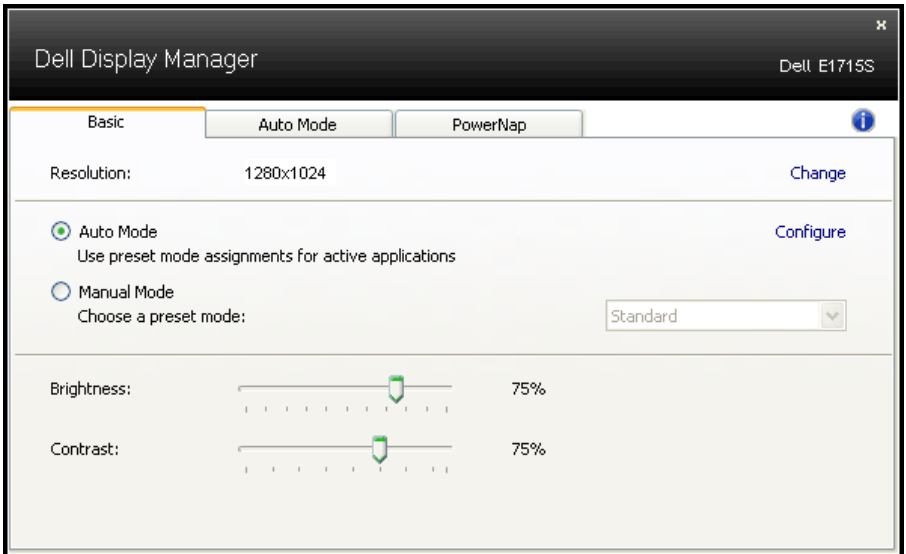 x
Dell Display Manager
Dell E1715S
Basic Auto Mode PowerNap
Resolution: 1280x1024 Change
Auto Mode Configure
Use preset mode assignments for active applications
Manual Mode
Choose a preset mode: Standard
Brightness: 75%
Contrast: 75%